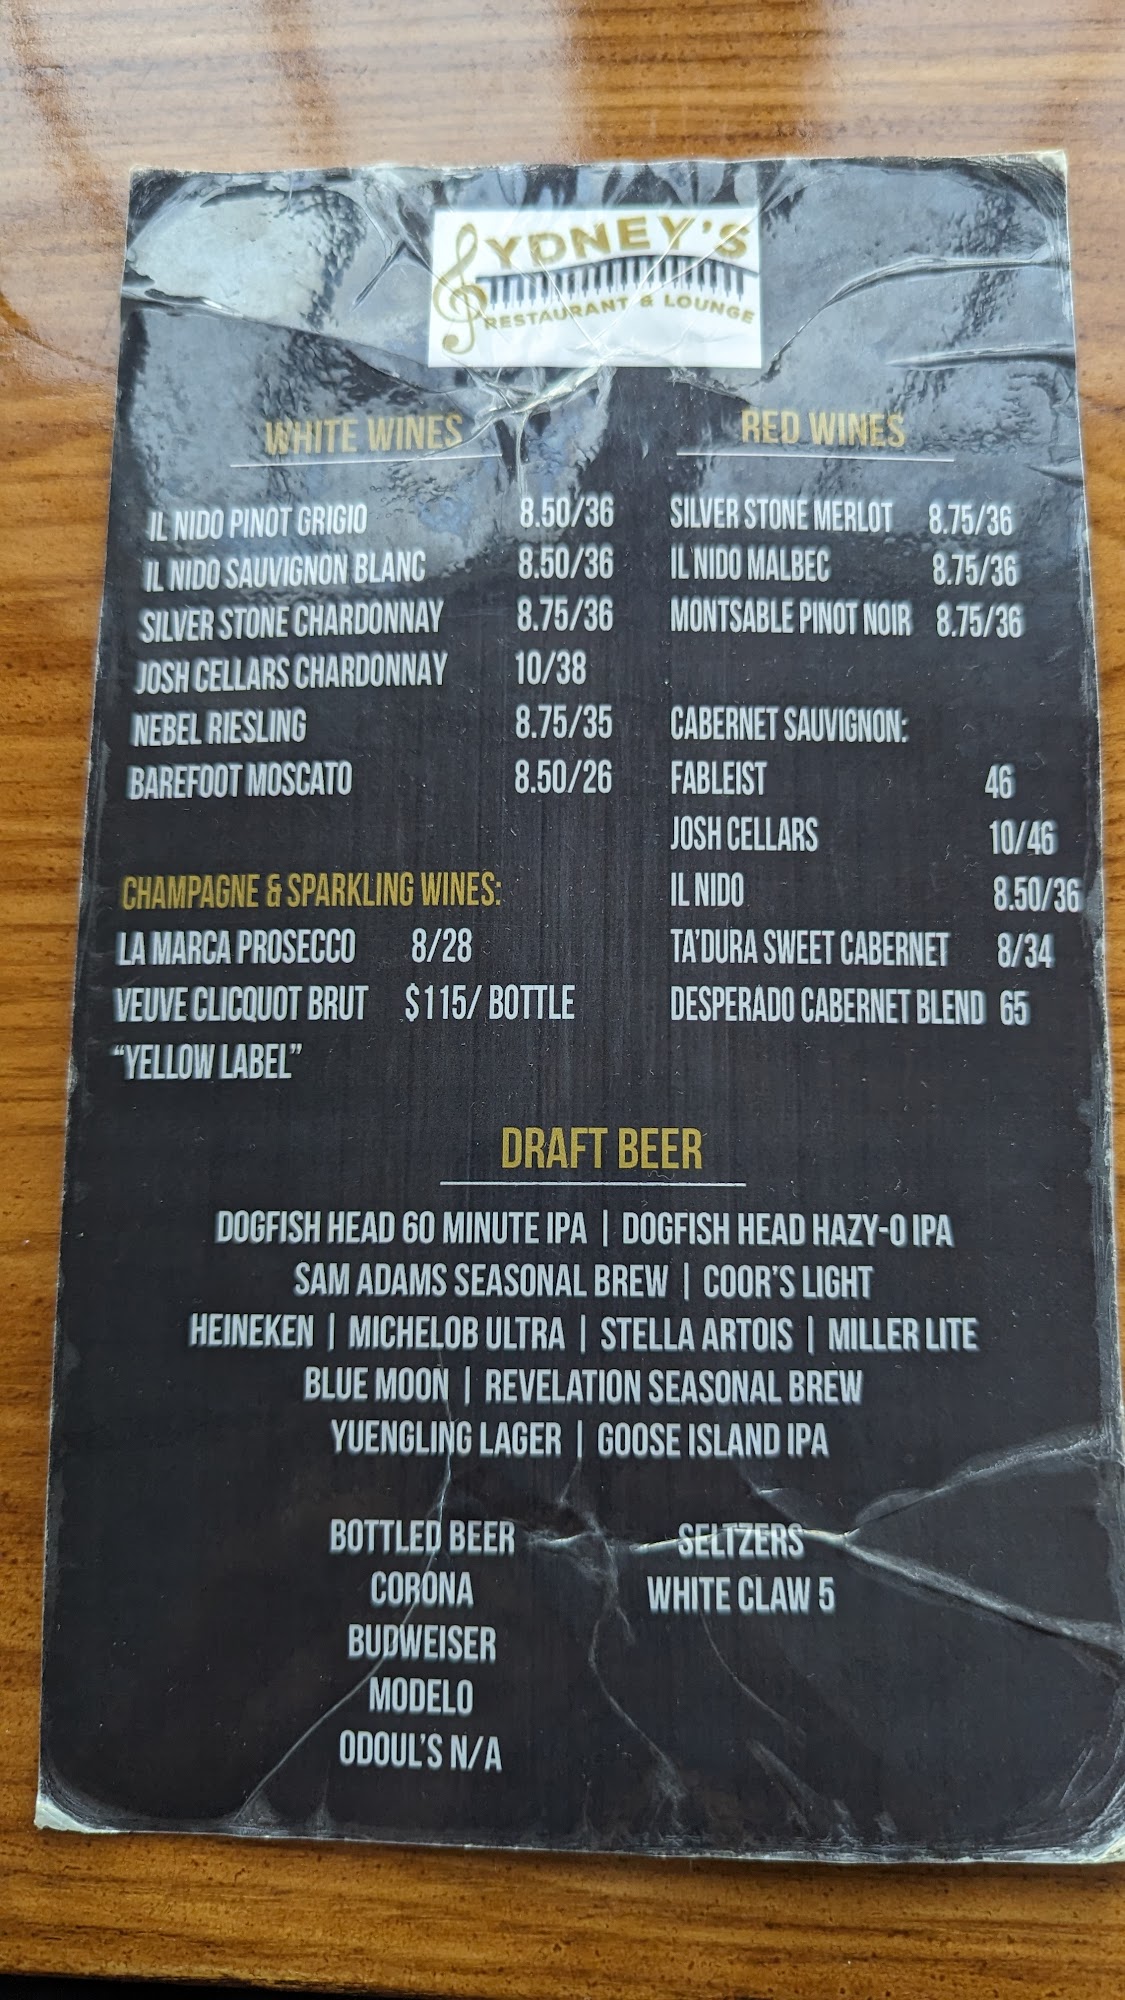 SYDNEY'S
RESTAURANT & LOUNGE
WHITE WINES
IL NIDO PINOT GRIGIO 8.50/36
IL NIDO SAUVIGNON BLANC 8.50/36
SILVER STONE CHARDONNAY 8.75/36
JOSH CELLARS CHARDONNAY 10/38
NEBEL RIESLING 8.75/35
BAREFOOT MOSCATO 8.50/26
CHAMPAGNE & SPARKLING WINES:
LA MARCA PROSECCO 8/28
VEUVE CLICQUOT BRUT $115/ BOTTLE
“YELLOW LABEL”
RED WINES
SILVER STONE MERLOT 8.75/36
IL NIDO MALBEC 8.75/36
MONTSABLE PINOT NOIR 8.75/36
CABERNET SAUVIGNON:
FABLEIST 46
JOSH CELLARS 10/46
IL NIDO 8.50/36
TA'DURA SWEET CABERNET 8/34
DESPERADO CABERNET BLEND 65
DRAFT BEER
DOGFISH HEAD 60 MINUTE IPA | DOGFISH HEAD HAZY-O IPA
SAM ADAMS SEASONAL BREW | COOR'S LIGHT
HEINEKEN | MICHELOB ULTRA | STELLA ARTOIS | MILLER LITE
BLUE MOON | REVELATION SEASONAL BREW
YUENGLING LAGER | GOOSE ISLAND IPA
BOTTLED BEER
CORONA
BUDWEISER
MODELO
ODOUL'S N/A
SELTZERS
WHITE CLAW 5